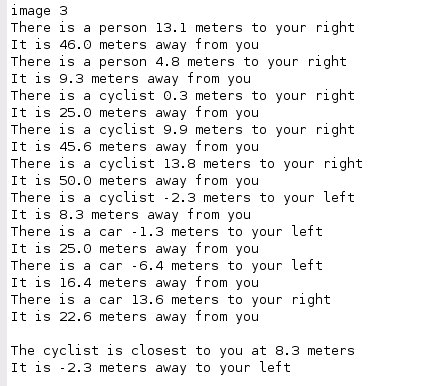 image 3
There is a person 13.1 meters to your right
It is 46.0 meters away from you
There is a person 4.8 meters to your right
It is 9.3 meters away from you
There is a cyclist 0.3 meters to your right
It is 25.0 meters away from you
There is a cyclist 9.9 meters to your right
It is 45.6 meters away from you
There is a cyclist 13.8 meters to your right
It is 50.0 meters away from you
There is a cyclist -2.3 meters to your left
It is 8.3 meters away from you
There is a car -1.3 meters to your left
It is 25.0 meters away from you
There is a car -6.4 meters to your left
It is 16.4 meters away from you
There is a car 13.6 meters to your right
It is 22.6 meters away from you
The cyclist is closest to you at 8.3 meters
It is -2.3 meters away to your left